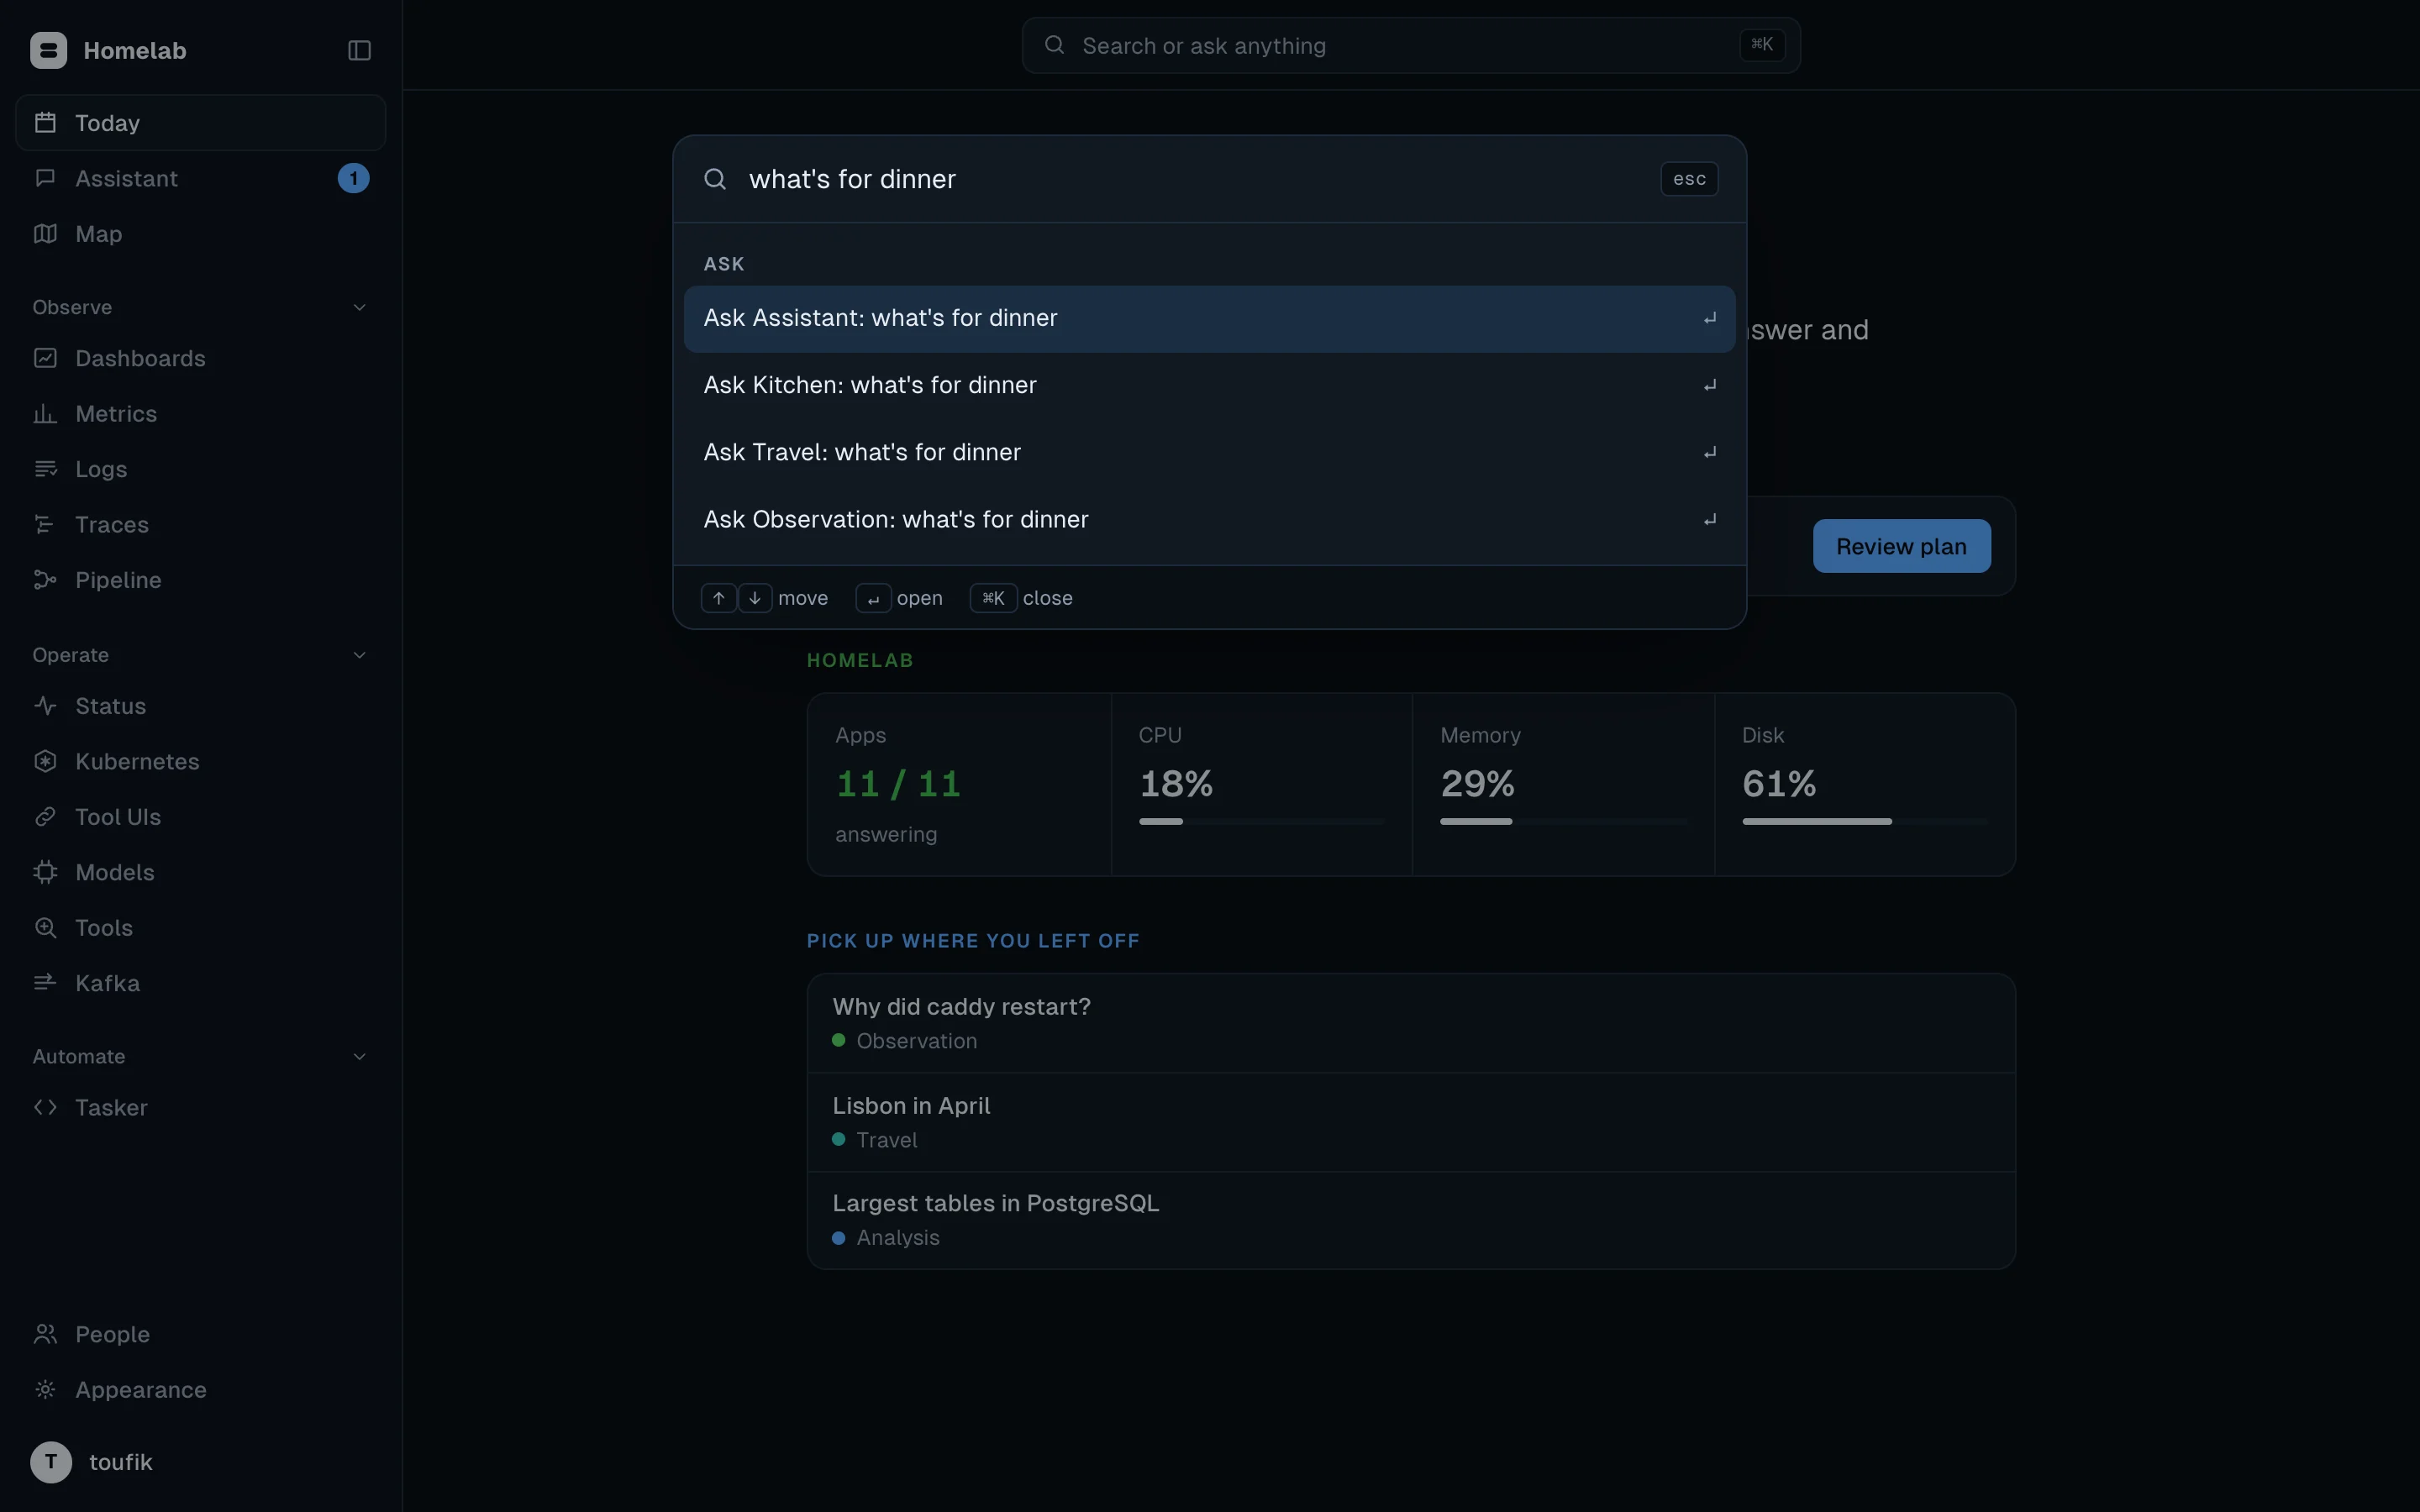 Homelab
Search or ask anything
⌘K
Today
Assistant
1
Map
Observe
Dashboards
Metrics
Logs
Traces
Pipeline
Operate
Status
Kubernetes
Tool UIs
Models
Tools
Kafka
Automate
Tasker
People
Appearance
T
toufik
what's for dinner
esc
ASK
Ask Assistant: what's for dinner
Ask Kitchen: what's for dinner
Ask Travel: what's for dinner
Ask Observation: what's for dinner
↑ ↓ move ↵ open ⌘K close
and
Review plan
HOMELAB
Apps
11 / 11
answering
CPU
18%
Memory
29%
Disk
61%
PICK UP WHERE YOU LEFT OFF
Why did caddy restart?
Observation
Lisbon in April
Travel
Largest tables in PostgreSQL
Analysis